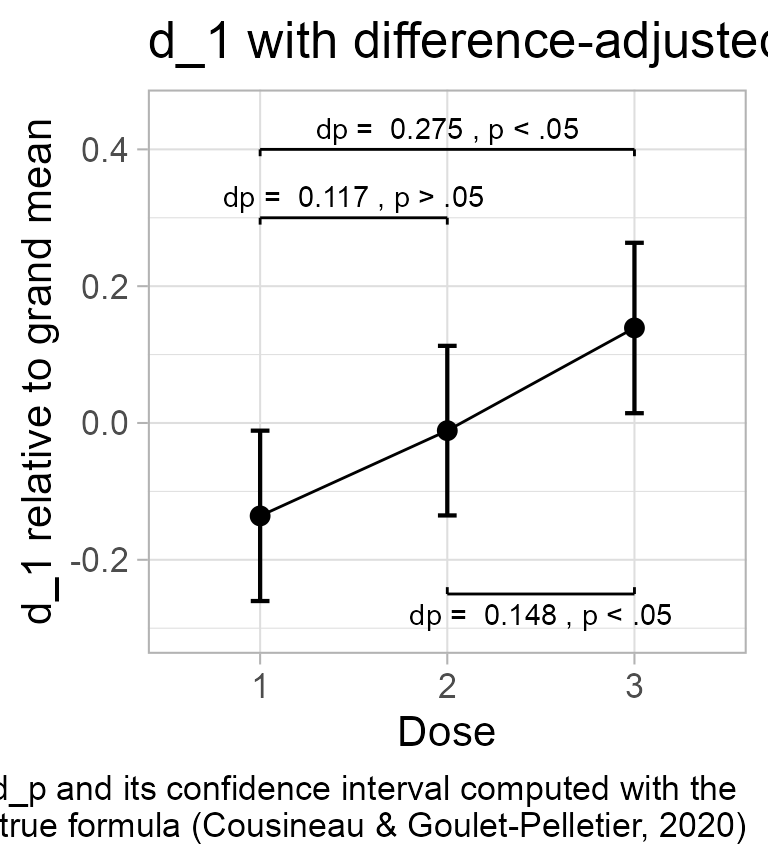 d_1 with difference-adjusted
dp = 0.275 , p < .05
dp = 0.117 , p > .05
dp = 0.148 , p < .05
d_1 relative to grand mean
0.4
0.2
0.0
-0.2
1 2 3
Dose
d_p and its confidence interval computed with the
true formula (Cousineau & Goulet-Pelletier, 2020)